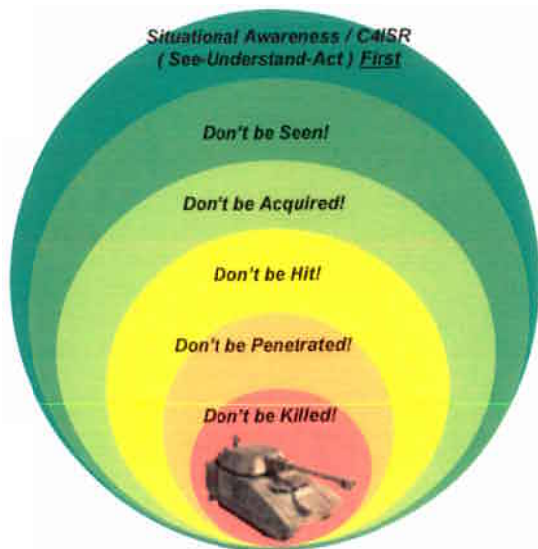 Situational Awareness / C4ISR
( See-Understand-Act ) First
Don't be Seen!
Don't be Acquired!
Don't be Hit!
Don't be Penetrated!
Don't be Killed!